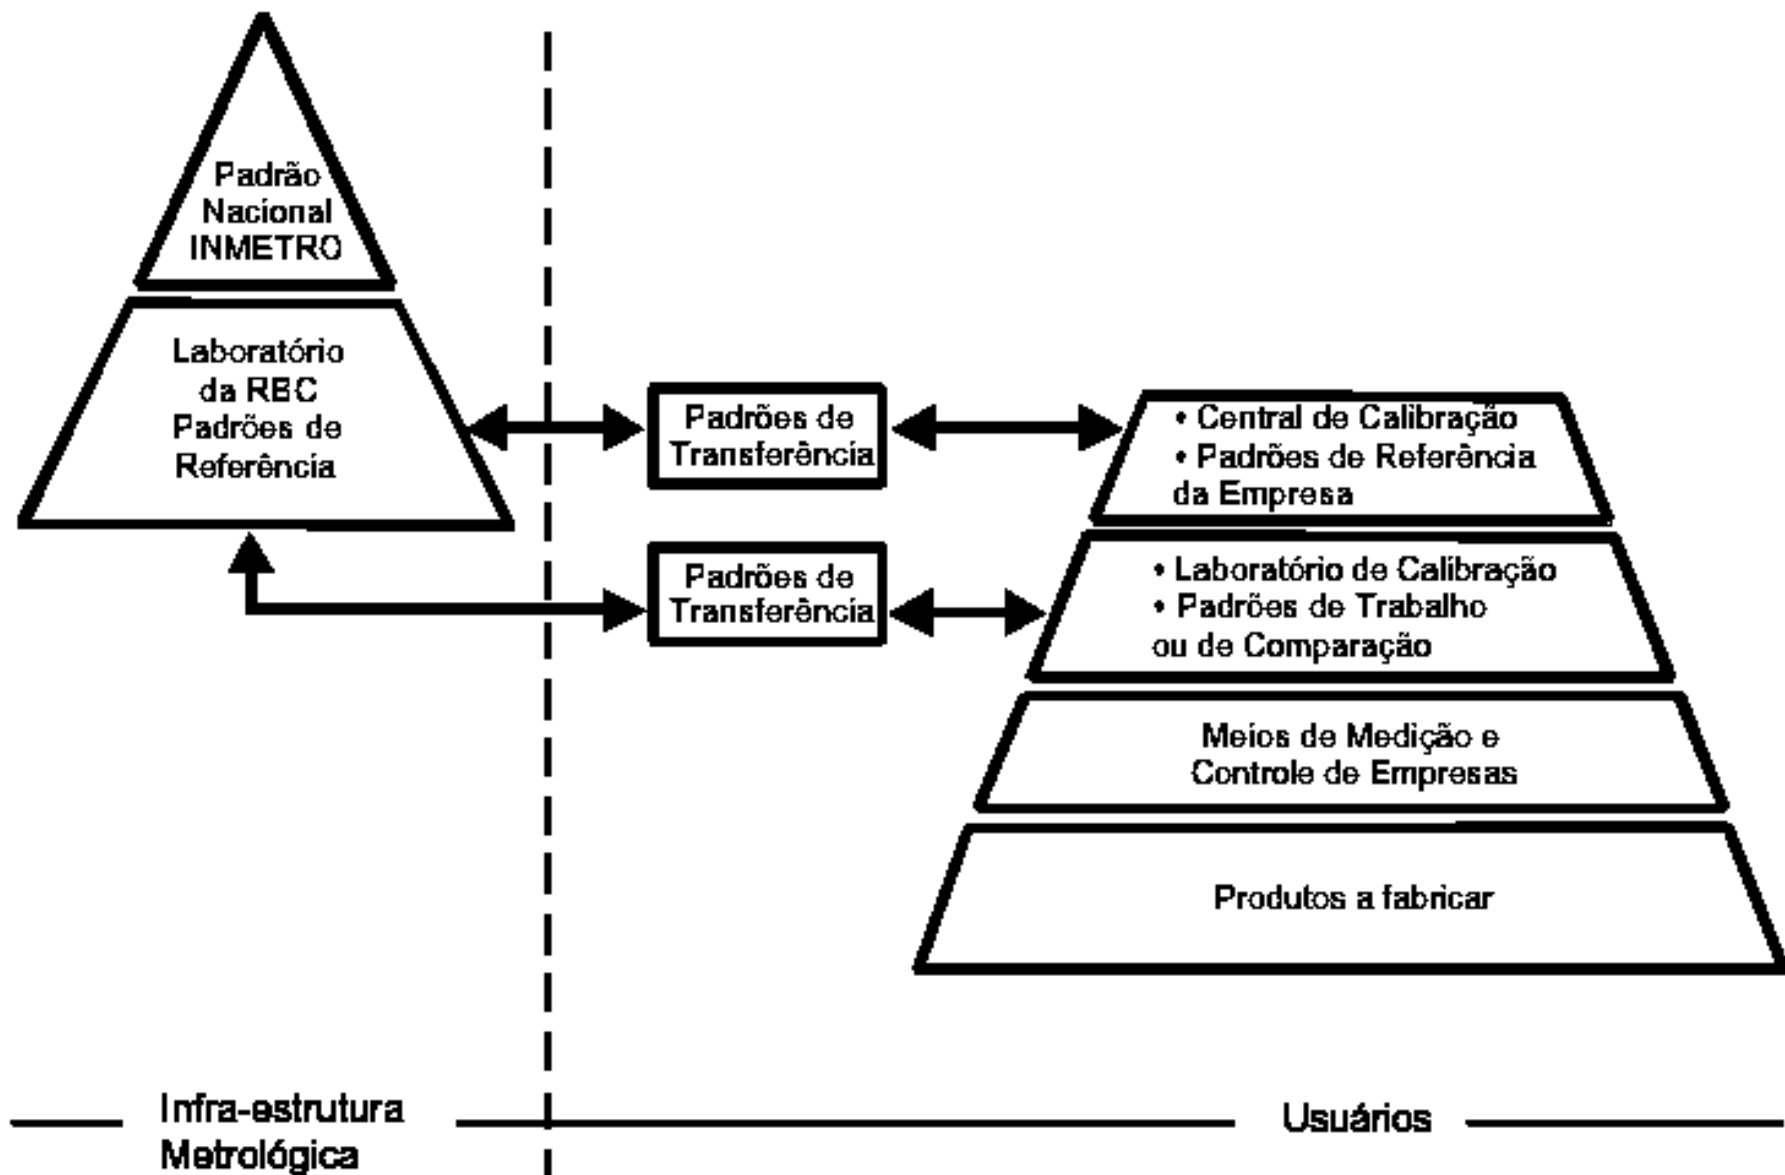 Padrão
Nacional
INMETRO
Laboratório
da RBC
Padrões de
Referência
Padrões de
Transferência
• Central de Calibração
• Padrões de Referência
da Empresa
Padrões de
Transferência
• Laboratório de Calibração
• Padrões de Trabalho
ou de Comparação
Meios de Medição e
Controle de Empresas
Produtos a fabricar
Infra-estrutura
Metrológica
Usuários